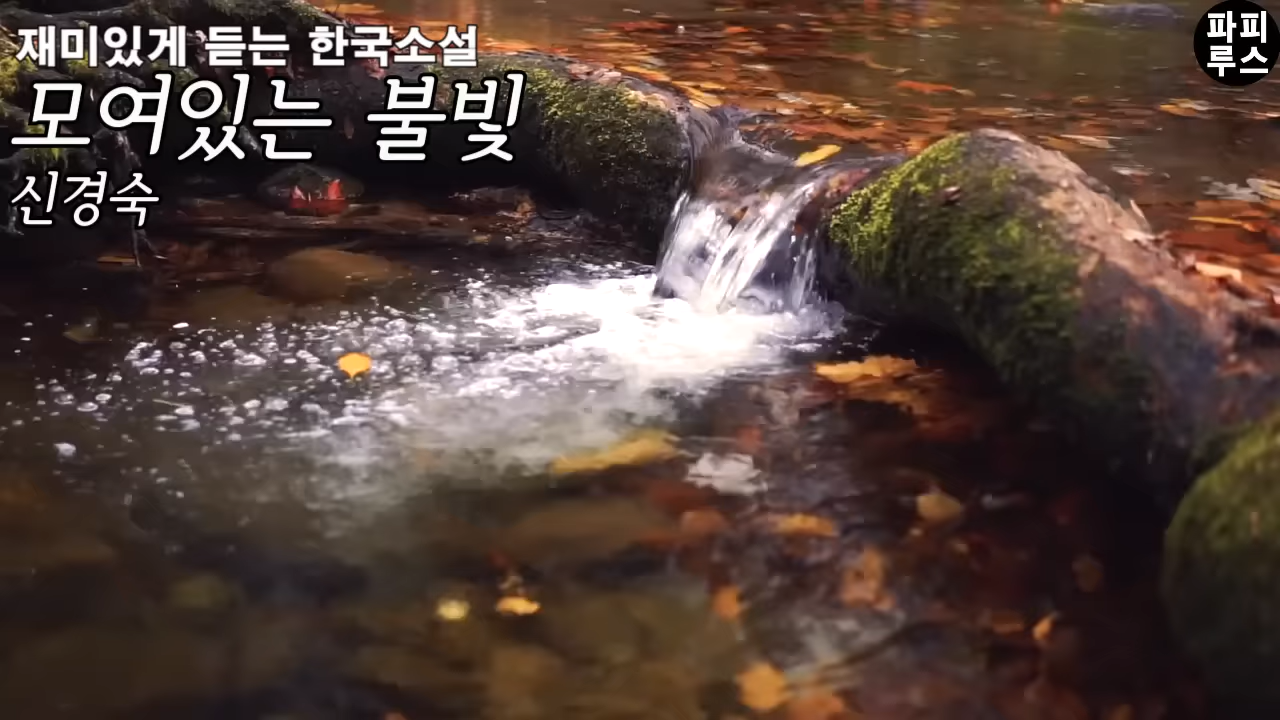 재미있게 듣는 한국소설
모여있는 불빛
신경숙
파피
루스